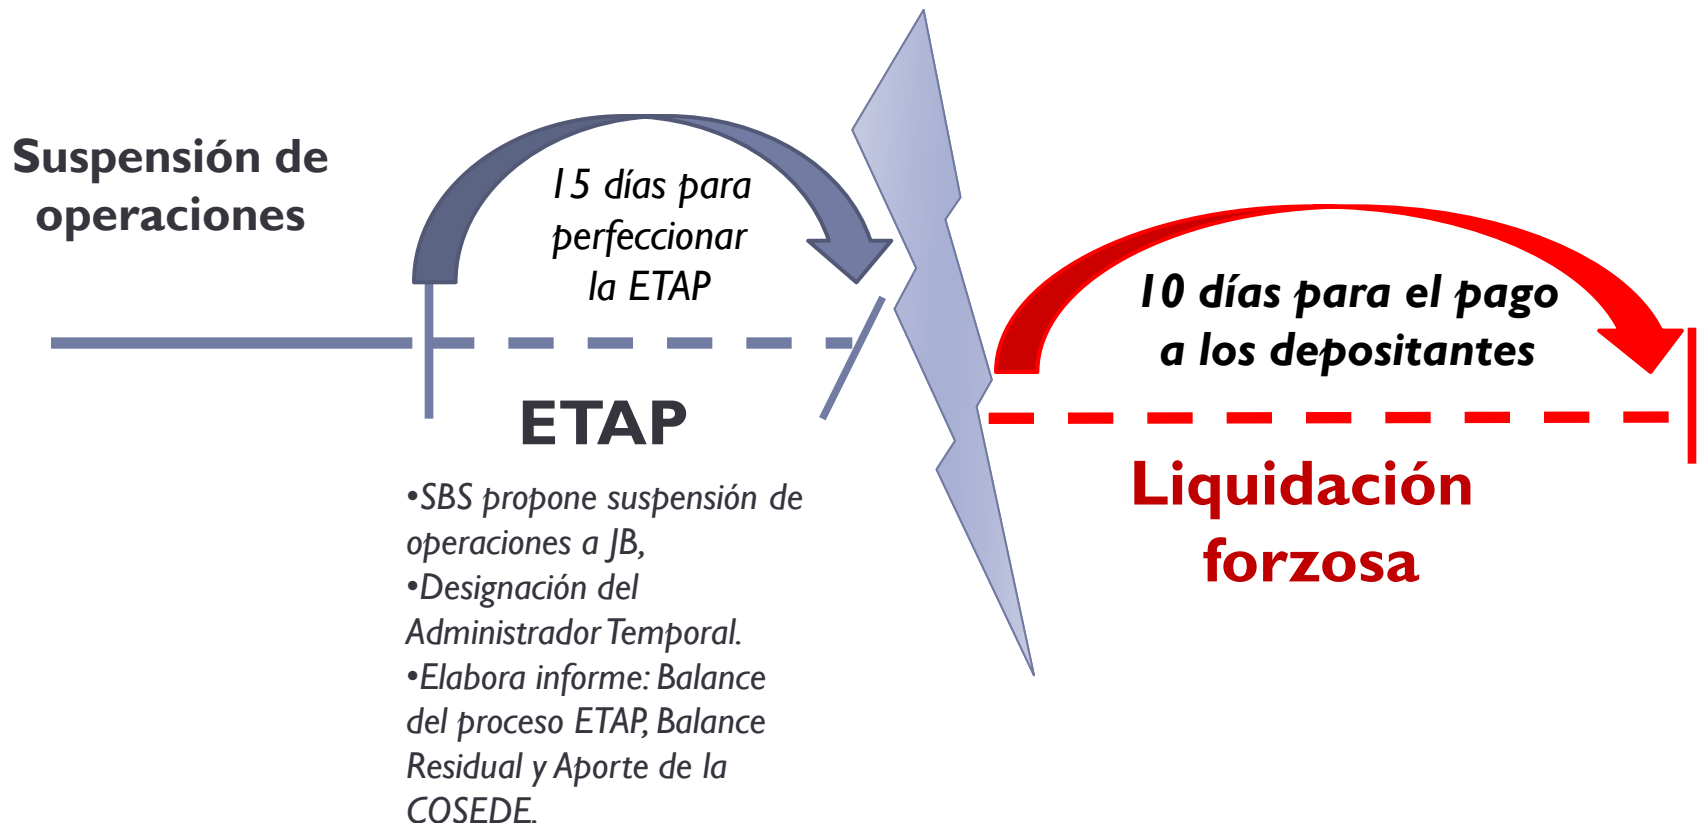 Suspensión de
operaciones
15 días para
perfeccionar
la ETAP
ETAP
•SBS propone suspensión de
operaciones a JB,
•Designación del
Administrador Temporal.
•Elabora informe: Balance
del proceso ETAP, Balance
Residual y Aporte de la
COSEDE.
10 días para el pago
a los depositantes
Liquidación
forzosa